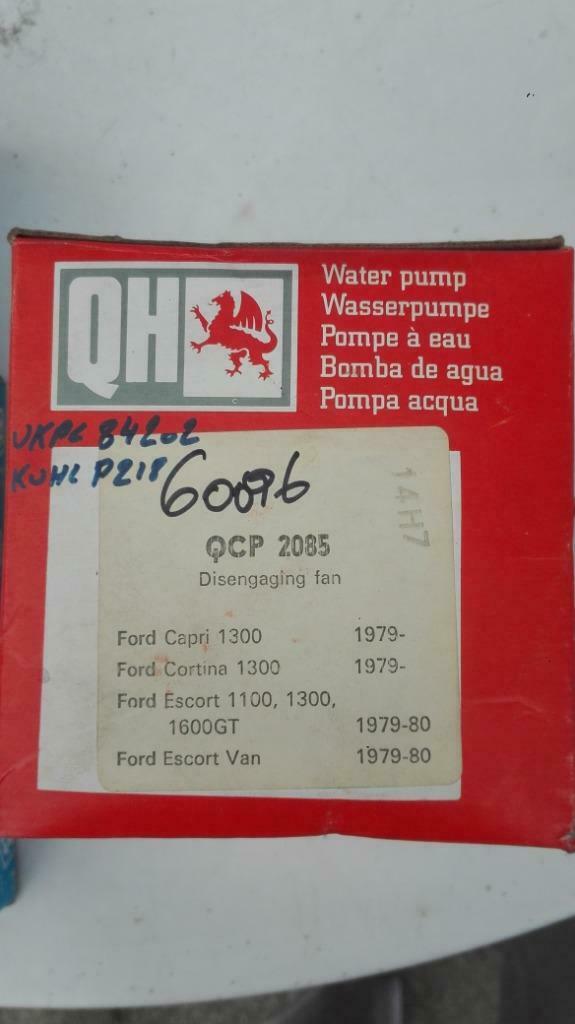 QH
Water pump
Wasserpumpe
Pompe à eau
Bomba de agua
Pompa acqua
VKPC 84202
KUHL P218
60096
14H7
QCP 2085
Disengaging fan
Ford Capri 1300 1979-
Ford Cortina 1300 1979-
Ford Escort 1100, 1300,
1600GT 1979-80
Ford Escort Van 1979-80